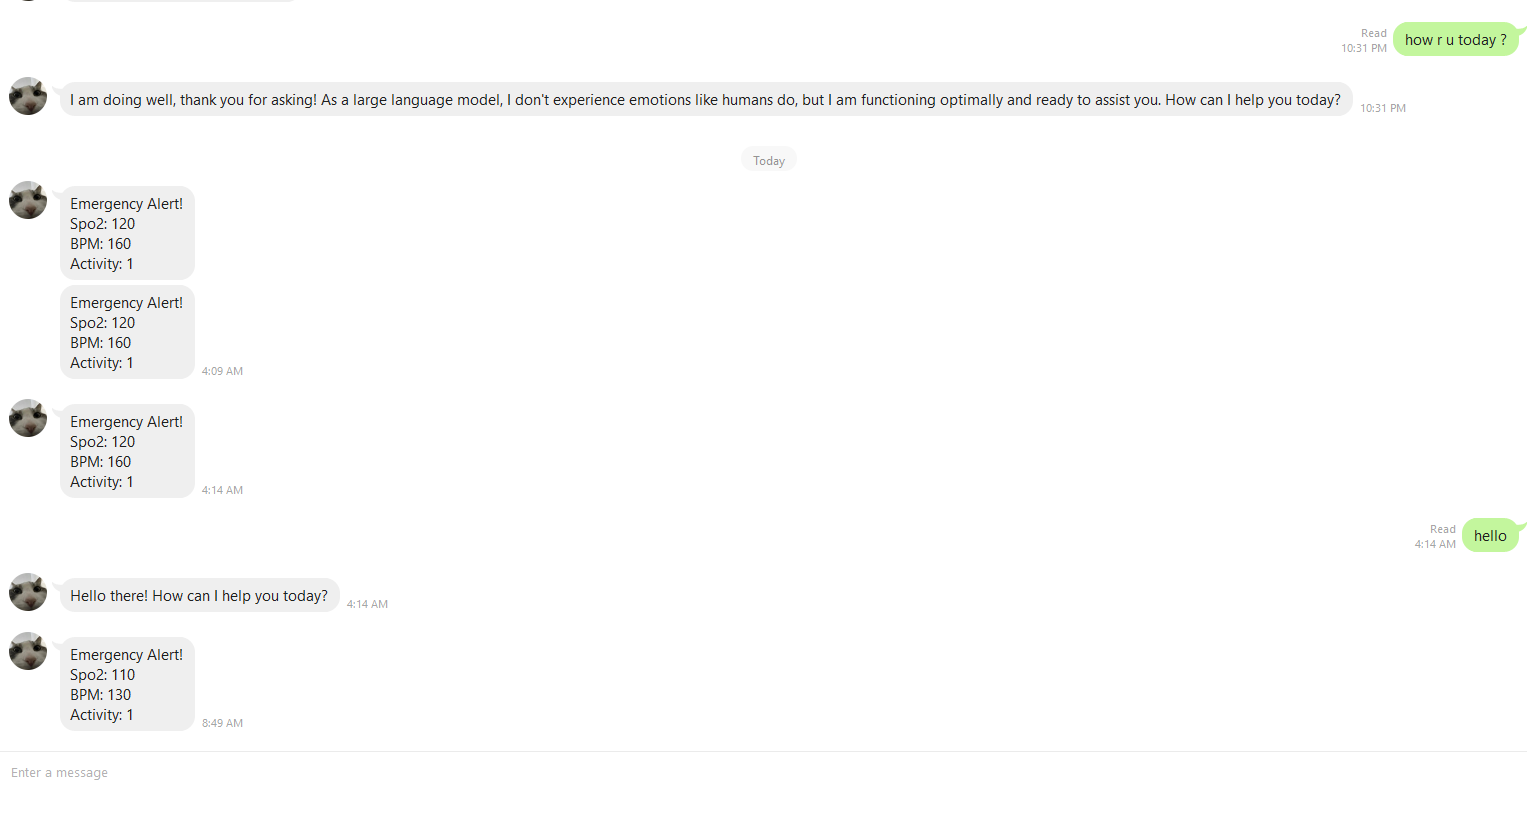 how r u today ?
Read
10:31 PM
I am doing well, thank you for asking! As a large language model, I don't experience emotions like humans do, but I am functioning optimally and ready to assist you. How can I help you today?
10:31 PM
Today
Emergency Alert!
Spo2: 120
BPM: 160
Activity: 1
Emergency Alert!
Spo2: 120
BPM: 160
Activity: 1
4:09 AM
Emergency Alert!
Spo2: 120
BPM: 160
Activity: 1
4:14 AM
hello
Read
4:14 AM
Hello there! How can I help you today?
4:14 AM
Emergency Alert!
Spo2: 110
BPM: 130
Activity: 1
8:49 AM
Enter a message